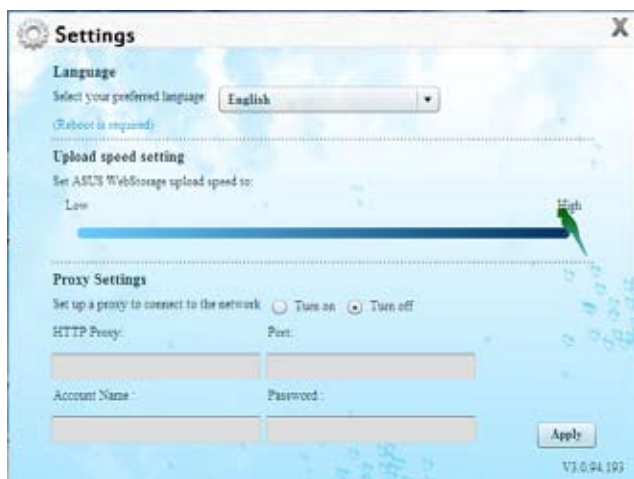 Settings
X
Language
Select your preferred language: English
(Reboot is required)
Upload speed setting
Set ASUS WebStorage upload speed to:
Low High
Proxy Settings
Set up a proxy to connect to the network Turn on Turn off
HTTP Proxy: Port:
Account Name : Password :
Apply
V3.0.94.193